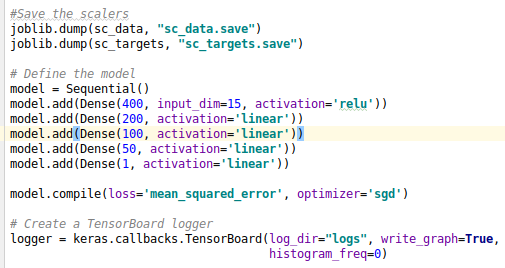 #Save the scalers
joblib.dump(sc_data, "sc_data.save")
joblib.dump(sc_targets, "sc_targets.save")
# Define the model
model = Sequential()
model.add(Dense(400, input_dim=15, activation='relu'))
model.add(Dense(200, activation='linear'))
model.add(Dense(100, activation='linear'))
model.add(Dense(50, activation='linear'))
model.add(Dense(1, activation='linear'))
model.compile(loss='mean_squared_error', optimizer='sgd')
# Create a TensorBoard logger
logger = keras.callbacks.TensorBoard(log_dir="logs", write_graph=True,
histogram_freq=0)